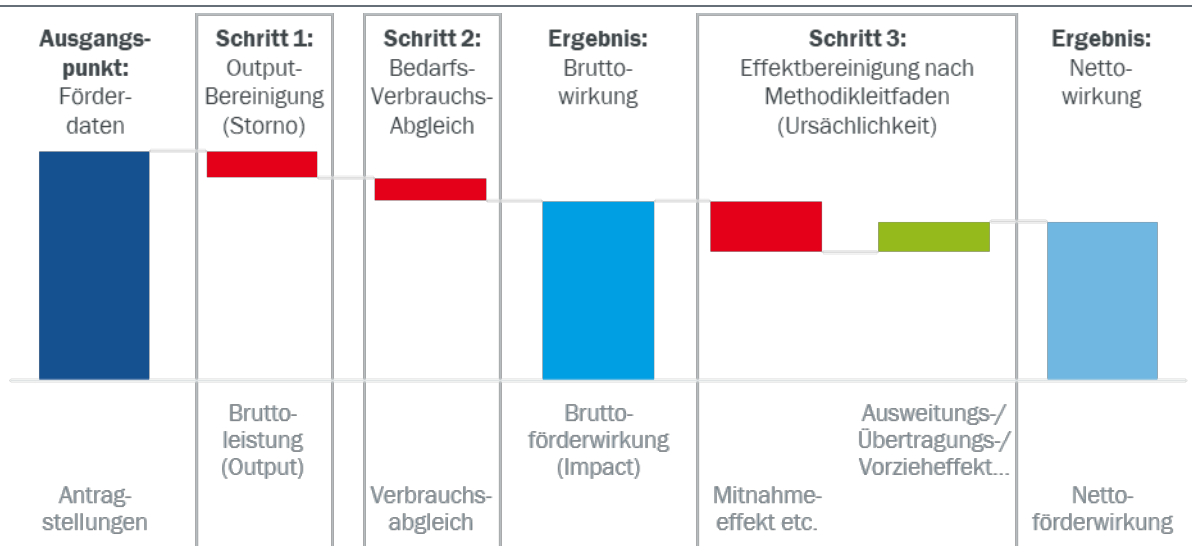 Ausgangs-
punkt:
Förder-
daten
Schritt 1:
Output-
Bereinigung
(Storno)
Schritt 2:
Bedarfs-
Verbrauchs-
Abgleich
Ergebnis:
Brutto-
wirkung
Schritt 3:
Effektbereinigung nach
Methodikleitfaden
(Ursächlichkeit)
Ergebnis:
Netto-
wirkung
Antrag-
stellungen
Brutto-
leistung
(Output)
Verbrauchs-
abgleich
Brutto-
förderwirkung
(Impact)
Mitnahme-
effekt etc.
Ausweitungs-/
Übertragungs-/
Vorzieheffekt...
Netto-
förderwirkung